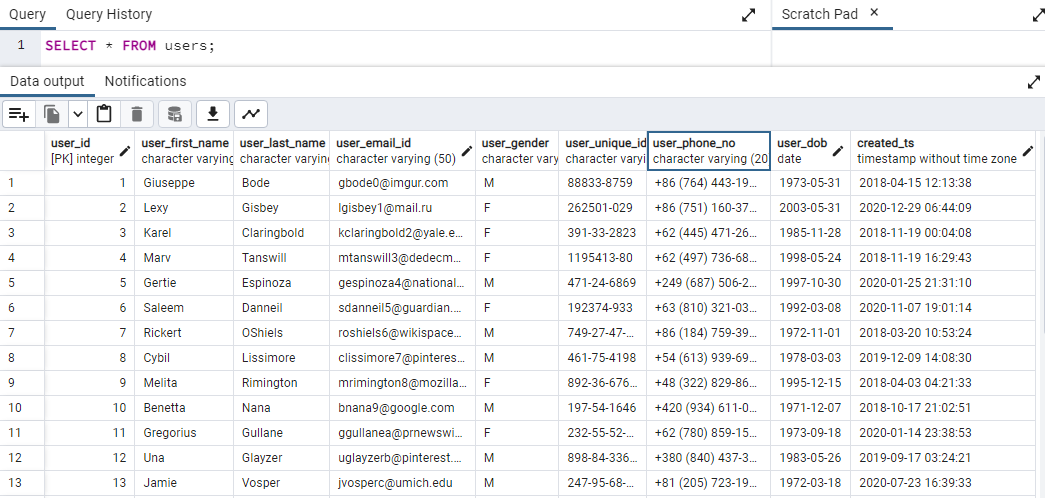 Query Query History Scratch Pad ×
1 SELECT * FROM users;
Data output Notifications
user_id user_first_name user_last_name user_email_id user_gender user_unique_id user_phone_no user_dob created_ts
[PK] integer character varying character varyin character varying (50) character vary character varyin character varying (20 date timestamp without time zone
1 1 Giuseppe Bode gbode0@imgur.com M 88833-8759 +86 (764) 443-19... 1973-05-31 2018-04-15 12:13:38
2 2 Lexy Gisbey lgisbey1@mail.ru F 262501-029 +86 (751) 160-37... 2003-05-31 2020-12-29 06:44:09
3 3 Karel Claringbold kclaringbold2@yale.e... F 391-33-2823 +62 (445) 471-26... 1985-11-28 2018-11-19 00:04:08
4 4 Marv Tanswill mtanswill3@dedecm... F 1195413-80 +62 (497) 736-68... 1998-05-24 2018-11-19 16:29:43
5 5 Gertie Espinoza gespinoza4@national... M 471-24-6869 +249 (687) 506-2... 1997-10-30 2020-01-25 21:31:10
6 6 Saleem Danneil sdanneil5@guardian.... F 192374-933 +63 (810) 321-03... 1992-03-08 2020-11-07 19:01:14
7 7 Rickert OShiels roshiels6@wikispace... M 749-27-47-... +86 (184) 759-39... 1972-11-01 2018-03-20 10:53:24
8 8 Cybil Lissimore clissimore7@pinteres... M 461-75-4198 +54 (613) 939-69... 1978-03-03 2019-12-09 14:08:30
9 9 Melita Rimington mrimington8@mozilla... F 892-36-676... +48 (322) 829-86... 1995-12-15 2018-04-03 04:21:33
10 10 Benetta Nana bnana9@google.com M 197-54-1646 +420 (934) 611-0... 1971-12-07 2018-10-17 21:02:51
11 11 Gregorius Gullane ggullanea@prnewswi... F 232-55-52-... +62 (780) 859-15... 1973-09-18 2020-01-14 23:38:53
12 12 Una Glayzer uglayzerb@pinterest.... M 898-84-336... +380 (840) 437-3... 1983-05-26 2019-09-17 03:24:21
13 13 Jamie Vosper jvosperc@umich.edu M 247-95-68-... +81 (205) 723-19... 1972-03-18 2020-07-23 16:39:33